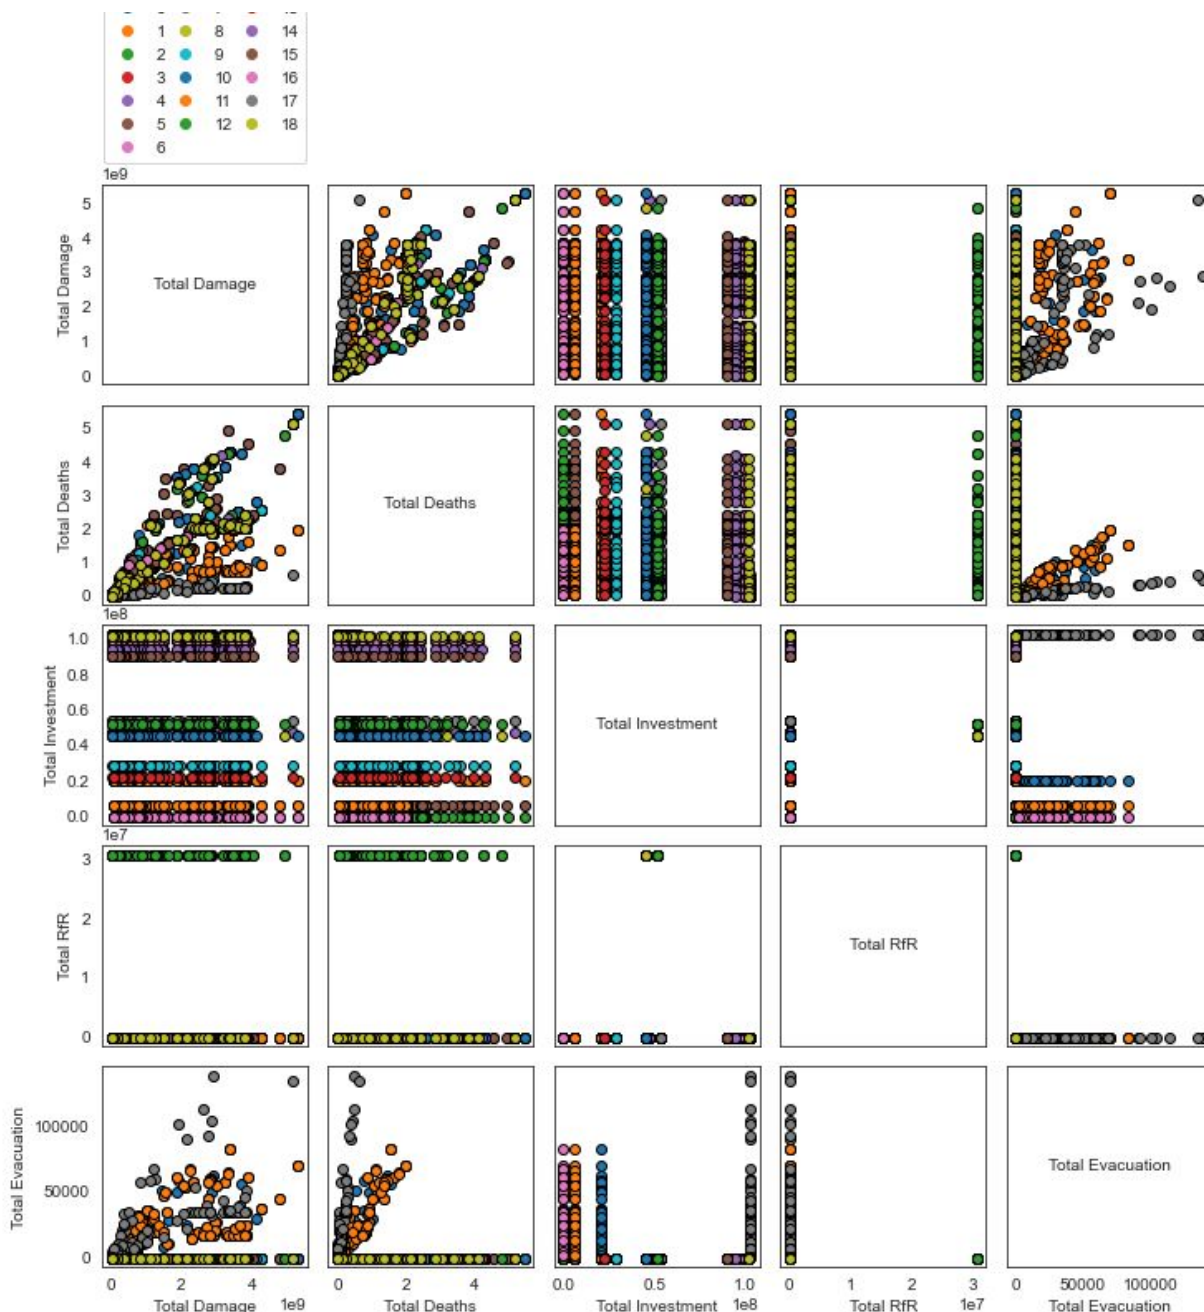 1 8 14
2 9 15
3 10 16
4 11 17
5 12 18
6
1e9
5
4
3
2
1
0
Total Damage
Total Damage
5
4
3
2
1
0
Total Deaths
Total Deaths
1e8
1.0
0.8
0.6
0.4
0.2
0.0
Total Investment
Total Investment
1e7
3
2
1
0
Total RfR
Total RfR
100000
50000
0
Total Evacuation
Total Evacuation
0 2 4 0 2 4 0.0 0.5 1.0 0 1 2 3 0 50000 100000
Total Damage 1e9 Total Deaths Total Investment 1e8 Total RfR 1e7 Total Evacuation